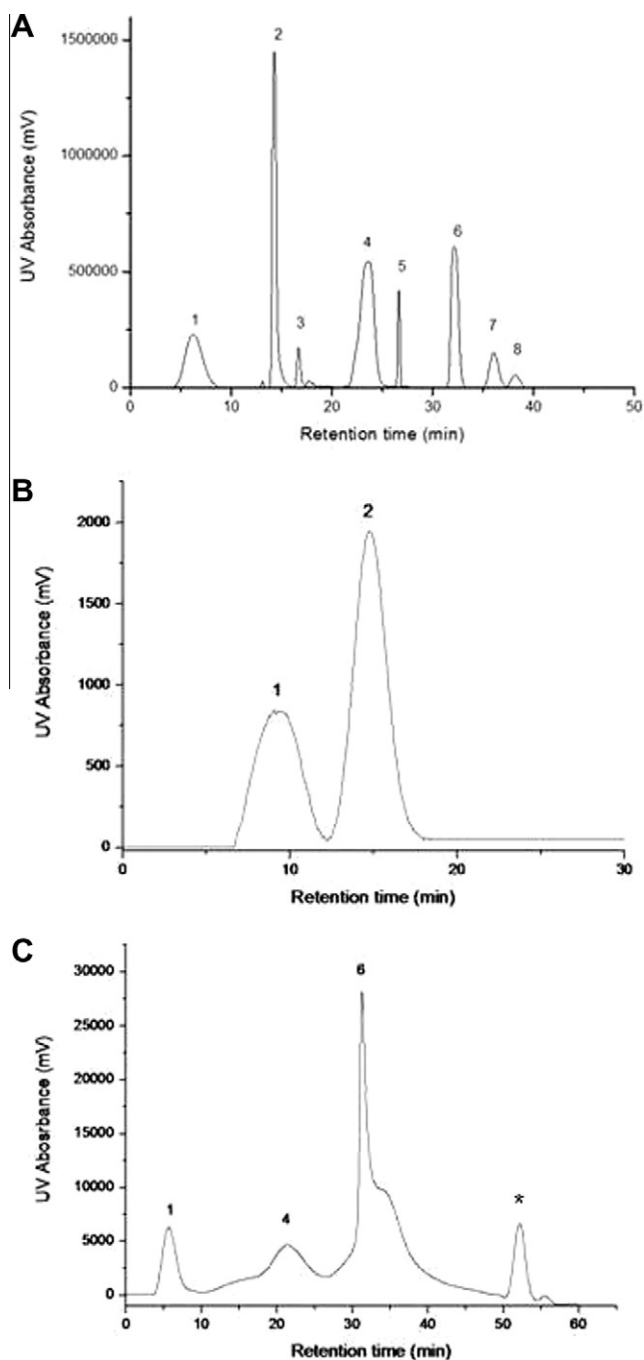 A
UV Absorbance (mV)
1500000
1000000
500000
0
1
2
3
4
5
6
7
8
0 10 20 30 40 50
Retention time (min)
B
UV Absorbance (mV)
2000
1500
1000
500
0
1
2
0 10 20 30
Retention time (min)
C
UV Abosrbance (mV)
30000
25000
20000
15000
10000
5000
0
1
4
6
*
0 10 20 30 40 50 60
Retention time (min)